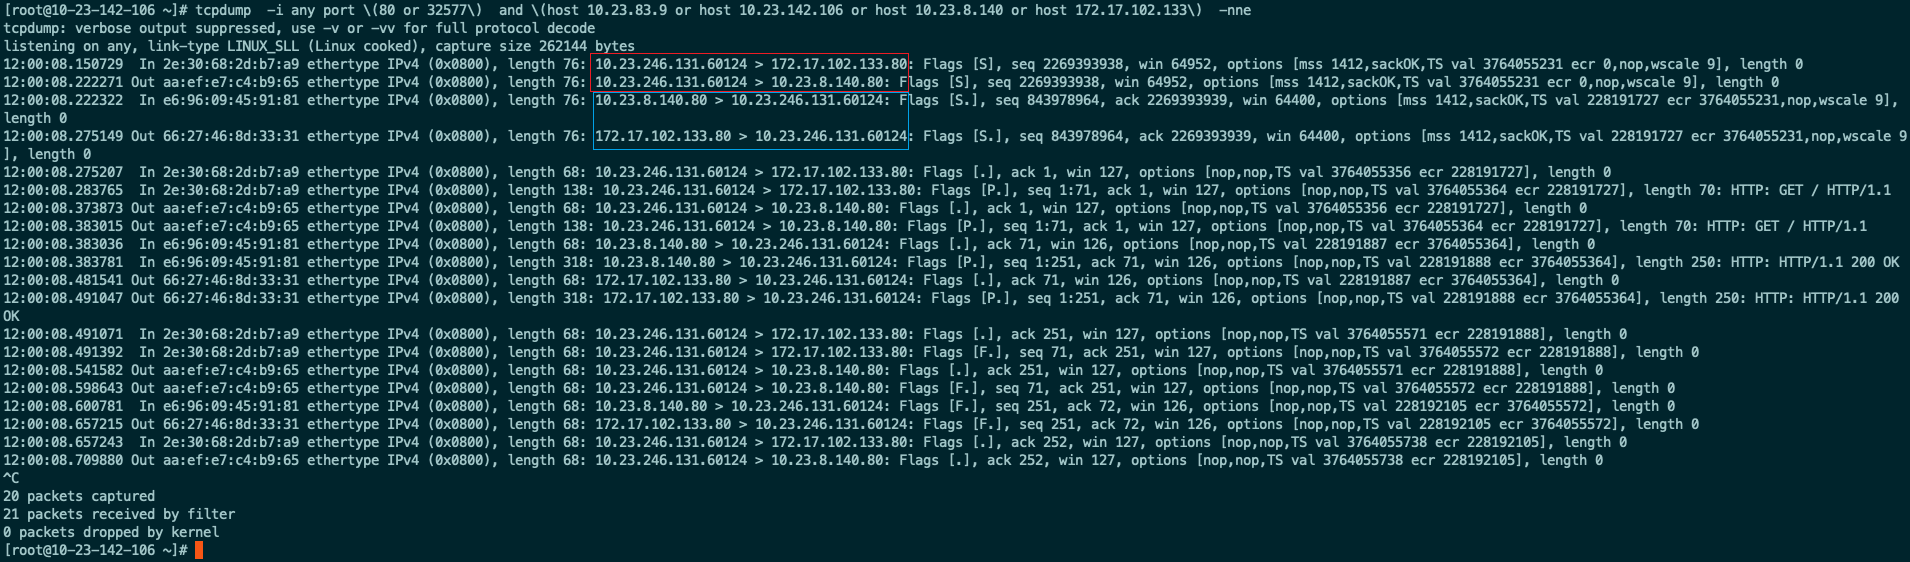 [root@10-23-142-106 ~]# tcpdump  -i any port \(80 or 32577\)  and \(host 10.23.83.9 or host 10.23.142.106 or host 10.23.8.140 or host 172.17.102.133\)  -nne
tcpdump: verbose output suppressed, use -v or -vv for full protocol decode
listening on any, link-type LINUX_SLL (Linux cooked), capture size 262144 bytes
12:00:08.150729  In 2e:30:68:2d:b7:a9 ethertype IPv4 (0x0800), length 76: 10.23.246.131.60124 > 172.17.102.133.80: Flags [S], seq 2269393938, win 64952, options [mss 1412,sackOK,TS val 3764055231 ecr 0,nop,wscale 9], length 0
12:00:08.222271 Out aa:ef:e7:c4:b9:65 ethertype IPv4 (0x0800), length 76: 10.23.246.131.60124 > 10.23.8.140.80: Flags [S], seq 2269393938, win 64952, options [mss 1412,sackOK,TS val 3764055231 ecr 0,nop,wscale 9], length 0
12:00:08.222322  In e6:96:09:45:91:81 ethertype IPv4 (0x0800), length 76: 10.23.8.140.80 > 10.23.246.131.60124: Flags [S.], seq 843978964, ack 2269393939, win 64400, options [mss 1412,sackOK,TS val 228191727 ecr 3764055231,nop,wscale 9],
length 0
12:00:08.275149 Out 66:27:46:8d:33:31 ethertype IPv4 (0x0800), length 76: 172.17.102.133.80 > 10.23.246.131.60124: Flags [S.], seq 843978964, ack 2269393939, win 64400, options [mss 1412,sackOK,TS val 228191727 ecr 3764055231,nop,wscale 9
], length 0
12:00:08.275207  In 2e:30:68:2d:b7:a9 ethertype IPv4 (0x0800), length 68: 10.23.246.131.60124 > 172.17.102.133.80: Flags [.], ack 1, win 127, options [nop,nop,TS val 3764055356 ecr 228191727], length 0
12:00:08.283765  In 2e:30:68:2d:b7:a9 ethertype IPv4 (0x0800), length 138: 10.23.246.131.60124 > 172.17.102.133.80: Flags [P.], seq 1:71, ack 1, win 127, options [nop,nop,TS val 3764055364 ecr 228191727], length 70: HTTP: GET / HTTP/1.1
12:00:08.373873 Out aa:ef:e7:c4:b9:65 ethertype IPv4 (0x0800), length 68: 10.23.246.131.60124 > 10.23.8.140.80: Flags [.], ack 1, win 127, options [nop,nop,TS val 3764055356 ecr 228191727], length 0
12:00:08.383015 Out aa:ef:e7:c4:b9:65 ethertype IPv4 (0x0800), length 138: 10.23.246.131.60124 > 10.23.8.140.80: Flags [P.], seq 1:71, ack 1, win 127, options [nop,nop,TS val 3764055364 ecr 228191727], length 70: HTTP: GET / HTTP/1.1
12:00:08.383036  In e6:96:09:45:91:81 ethertype IPv4 (0x0800), length 68: 10.23.8.140.80 > 10.23.246.131.60124: Flags [.], ack 71, win 126, options [nop,nop,TS val 228191887 ecr 3764055364], length 0
12:00:08.383781  In e6:96:09:45:91:81 ethertype IPv4 (0x0800), length 318: 10.23.8.140.80 > 10.23.246.131.60124: Flags [P.], seq 1:251, ack 71, win 126, options [nop,nop,TS val 228191888 ecr 3764055364], length 250: HTTP: HTTP/1.1 200 OK
12:00:08.481541 Out 66:27:46:8d:33:31 ethertype IPv4 (0x0800), length 68: 172.17.102.133.80 > 10.23.246.131.60124: Flags [.], ack 71, win 126, options [nop,nop,TS val 228191887 ecr 3764055364], length 0
12:00:08.491047 Out 66:27:46:8d:33:31 ethertype IPv4 (0x0800), length 318: 172.17.102.133.80 > 10.23.246.131.60124: Flags [P.], seq 1:251, ack 71, win 126, options [nop,nop,TS val 228191888 ecr 3764055364], length 250: HTTP: HTTP/1.1 200
OK
12:00:08.491071  In 2e:30:68:2d:b7:a9 ethertype IPv4 (0x0800), length 68: 10.23.246.131.60124 > 172.17.102.133.80: Flags [.], ack 251, win 127, options [nop,nop,TS val 3764055571 ecr 228191888], length 0
12:00:08.491392  In 2e:30:68:2d:b7:a9 ethertype IPv4 (0x0800), length 68: 10.23.246.131.60124 > 172.17.102.133.80: Flags [F.], seq 71, ack 251, win 127, options [nop,nop,TS val 3764055572 ecr 228191888], length 0
12:00:08.541582 Out aa:ef:e7:c4:b9:65 ethertype IPv4 (0x0800), length 68: 10.23.246.131.60124 > 10.23.8.140.80: Flags [.], ack 251, win 127, options [nop,nop,TS val 3764055571 ecr 228191888], length 0
12:00:08.598643 Out aa:ef:e7:c4:b9:65 ethertype IPv4 (0x0800), length 68: 10.23.246.131.60124 > 10.23.8.140.80: Flags [F.], seq 71, ack 251, win 127, options [nop,nop,TS val 3764055572 ecr 228191888], length 0
12:00:08.600781  In e6:96:09:45:91:81 ethertype IPv4 (0x0800), length 68: 10.23.8.140.80 > 10.23.246.131.60124: Flags [F.], seq 251, ack 72, win 126, options [nop,nop,TS val 228192105 ecr 3764055572], length 0
12:00:08.657215 Out 66:27:46:8d:33:31 ethertype IPv4 (0x0800), length 68: 172.17.102.133.80 > 10.23.246.131.60124: Flags [F.], seq 251, ack 72, win 126, options [nop,nop,TS val 228192105 ecr 3764055572], length 0
12:00:08.657243  In 2e:30:68:2d:b7:a9 ethertype IPv4 (0x0800), length 68: 10.23.246.131.60124 > 172.17.102.133.80: Flags [.], ack 252, win 127, options [nop,nop,TS val 3764055738 ecr 228192105], length 0
12:00:08.709880 Out aa:ef:e7:c4:b9:65 ethertype IPv4 (0x0800), length 68: 10.23.246.131.60124 > 10.23.8.140.80: Flags [.], ack 252, win 127, options [nop,nop,TS val 3764055738 ecr 228192105], length 0
^C
20 packets captured
21 packets received by filter
0 packets dropped by kernel
[root@10-23-142-106 ~]#